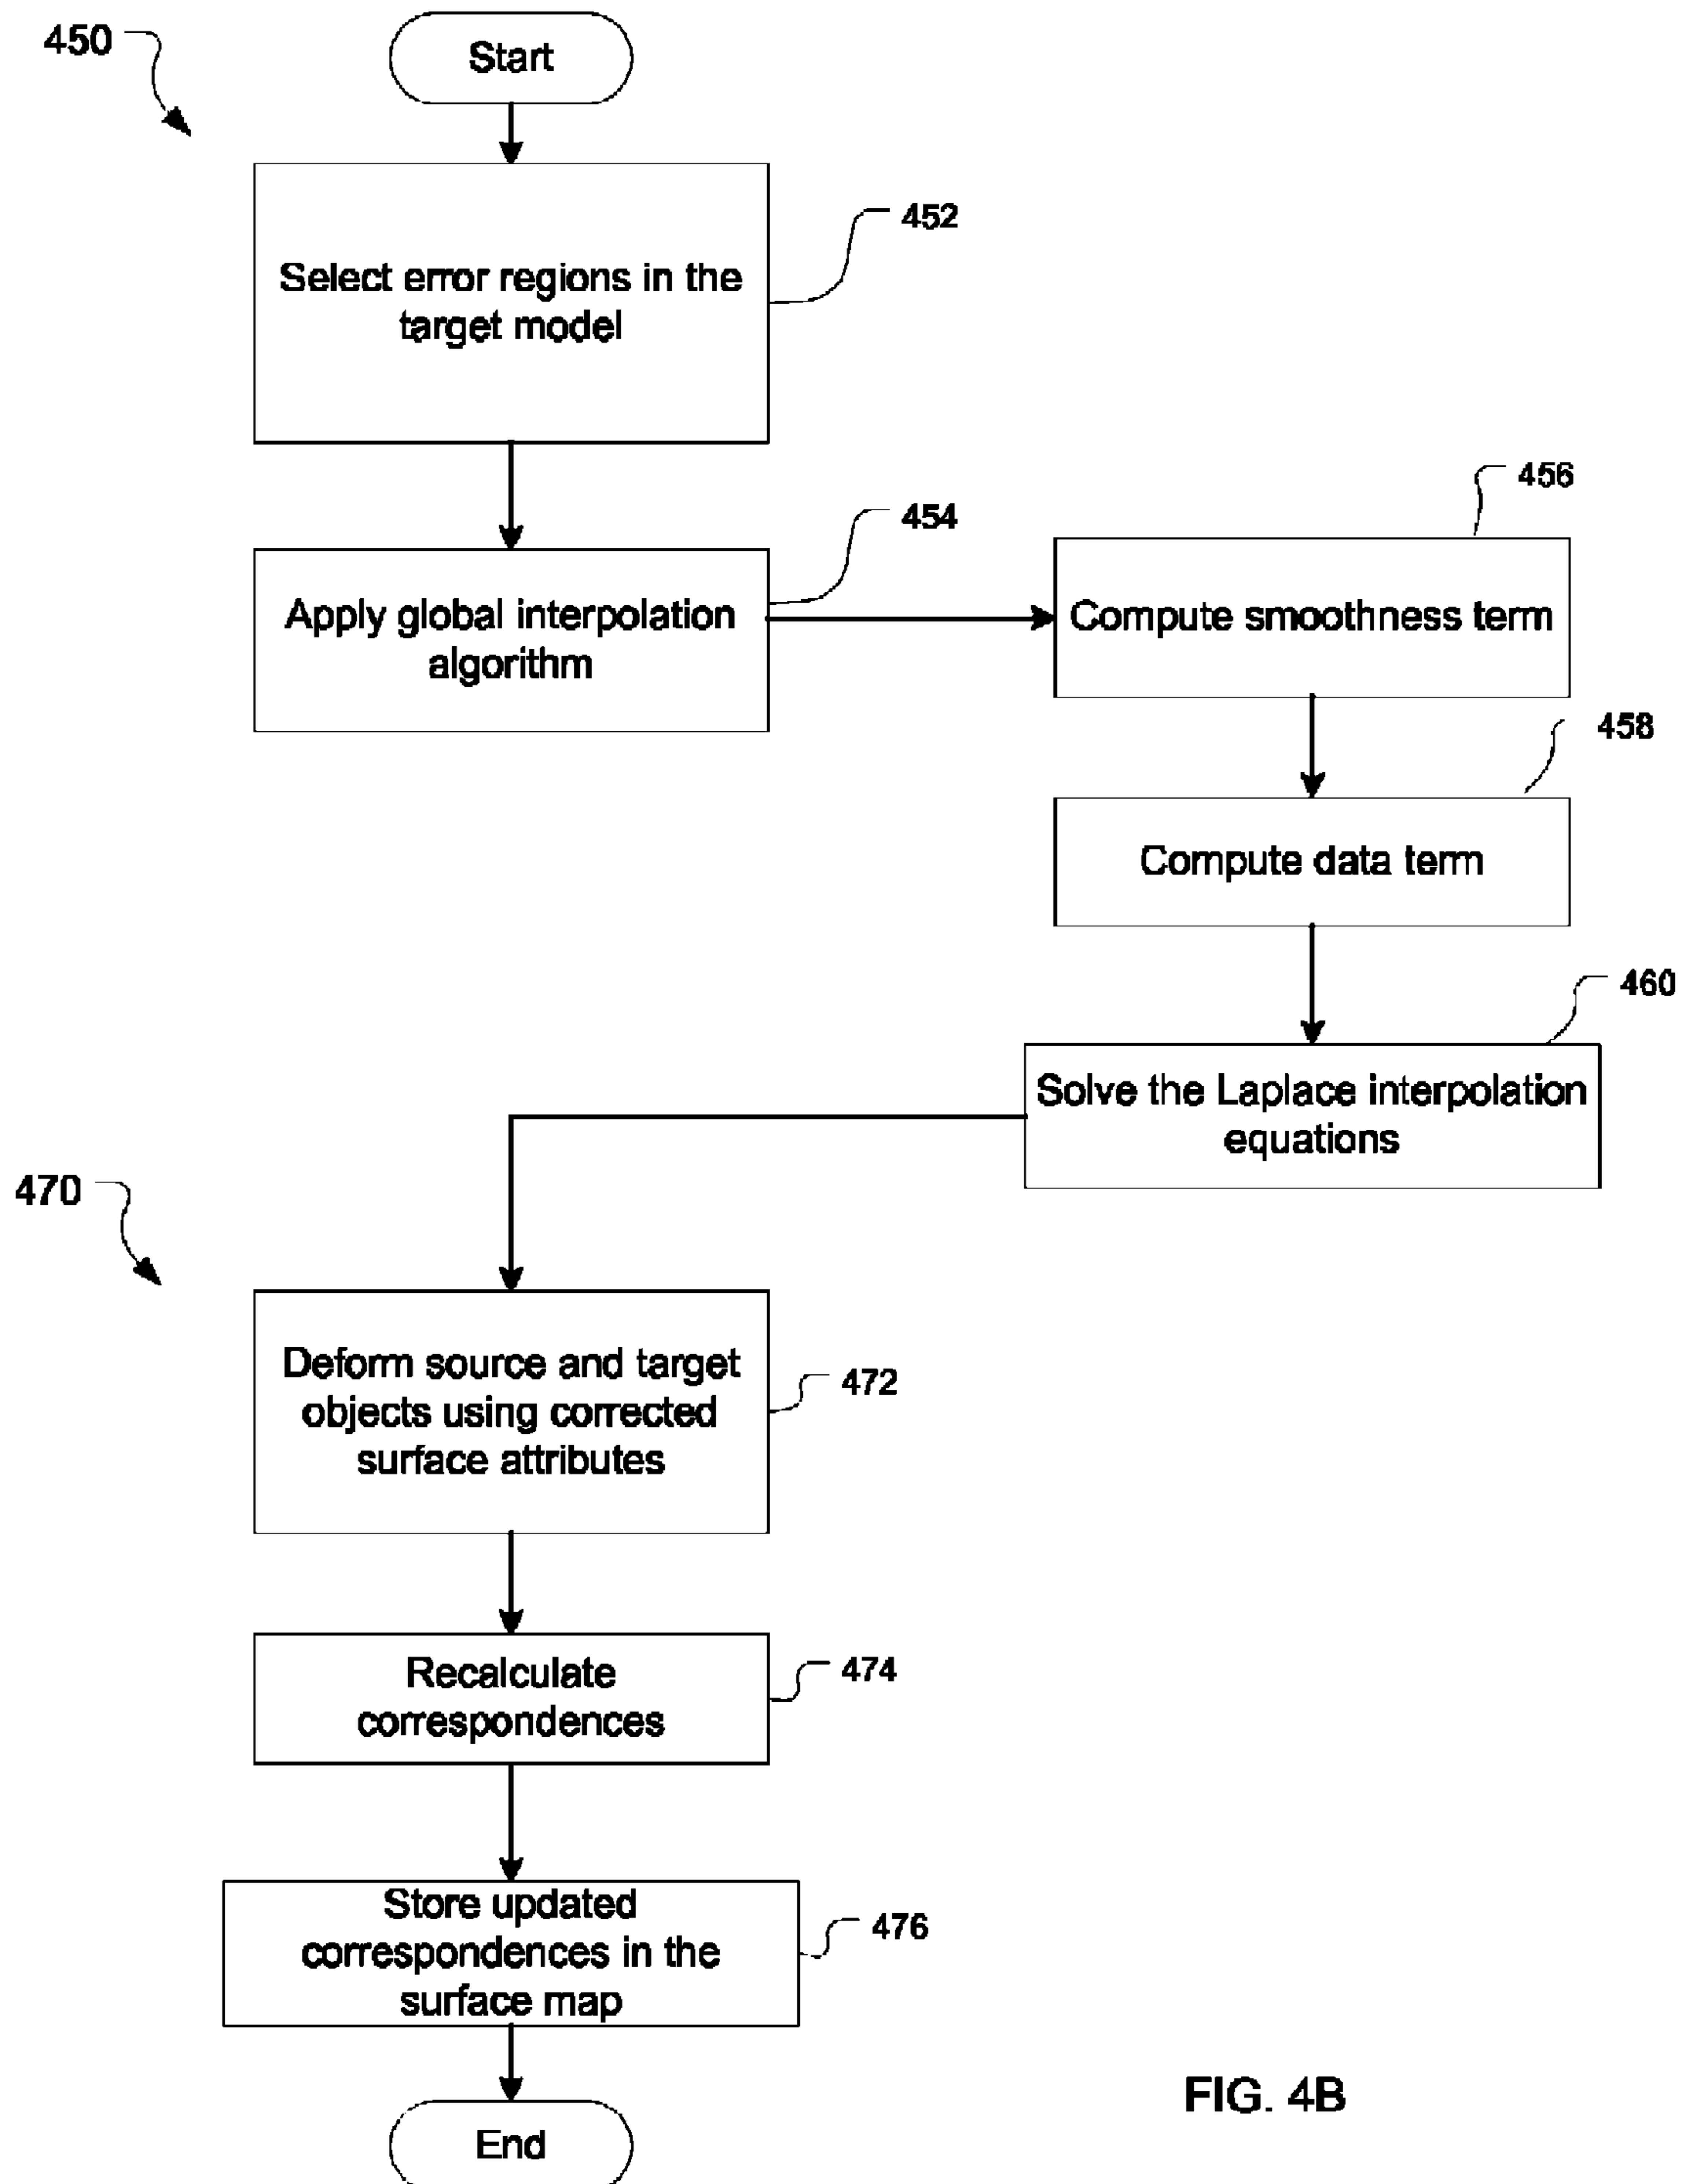 450
Start
452
Select error regions in the
target model
454
Apply global interpolation
algorithm
456
Compute smoothness term
458
Compute data term
460
Solve the Laplace interpolation
equations
470
472
Deform source and target
objects using corrected
surface attributes
474
Recalculate
correspondences
476
Store updated
correspondences in the
surface map
End
FIG. 4B